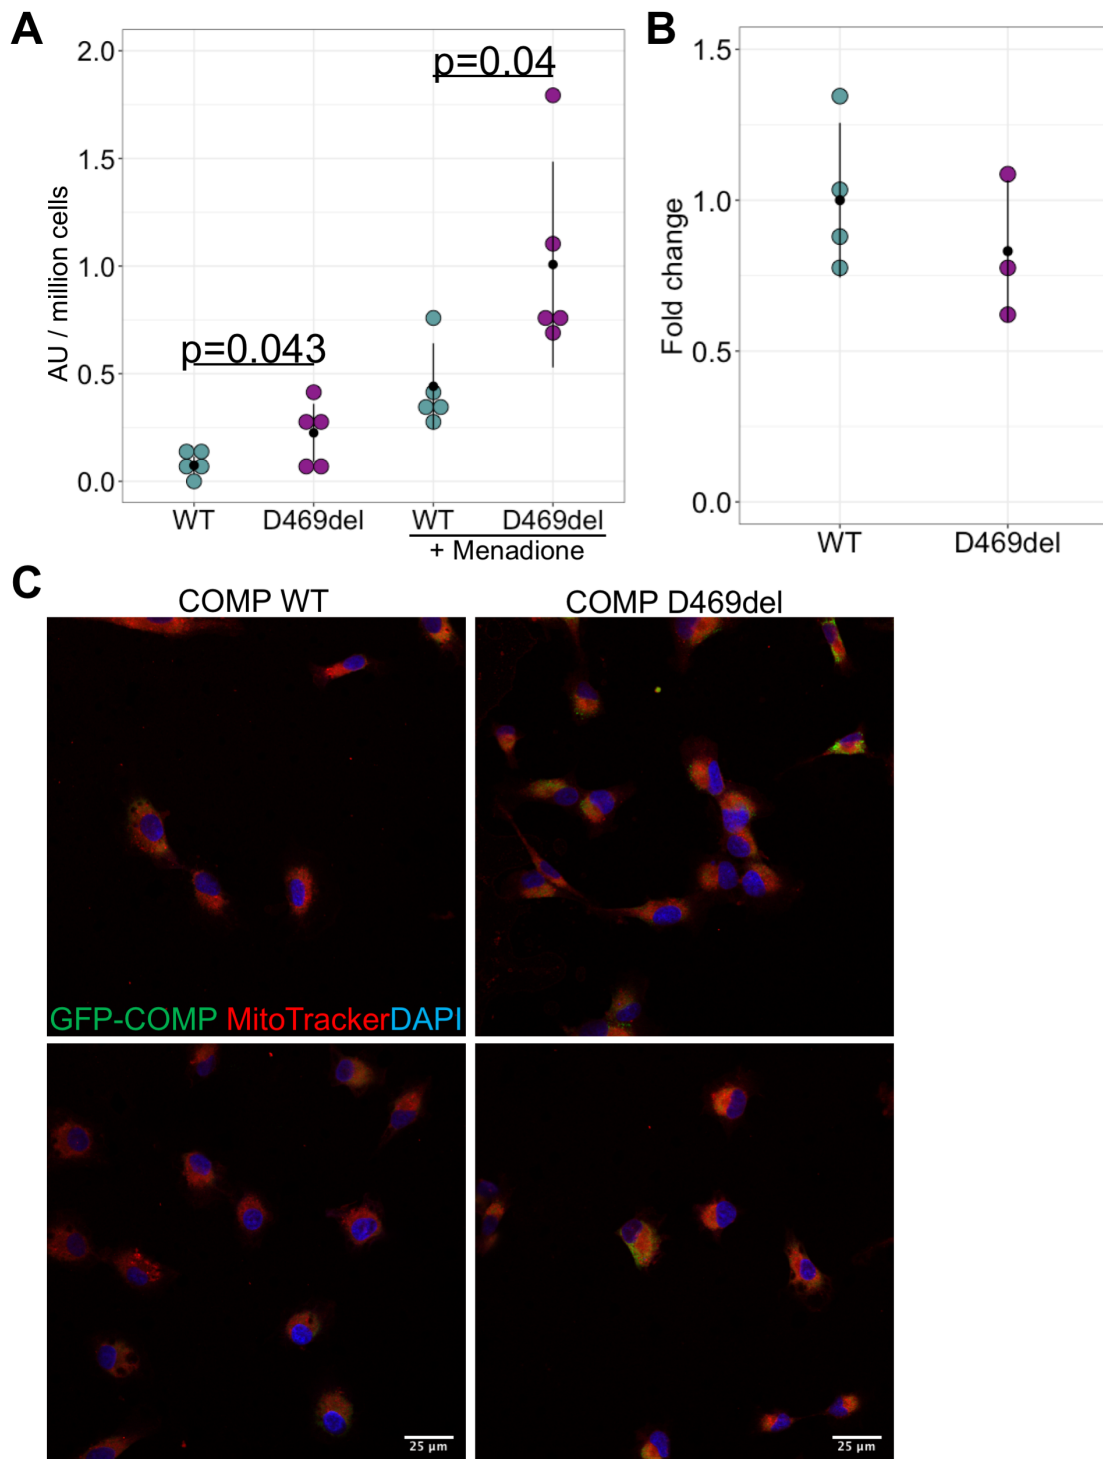 A
B
AU / million cells
2.0
1.5
1.0
0.5
0.0
p=0.043
p=0.04
WT
D469del
WT
D469del
+ Menadione
Fold change
1.5
1.0
0.5
0.0
WT
D469del
C
COMP WT
COMP D469del
GFP-COMP MitoTrackerDAPI
25 µm
25 µm